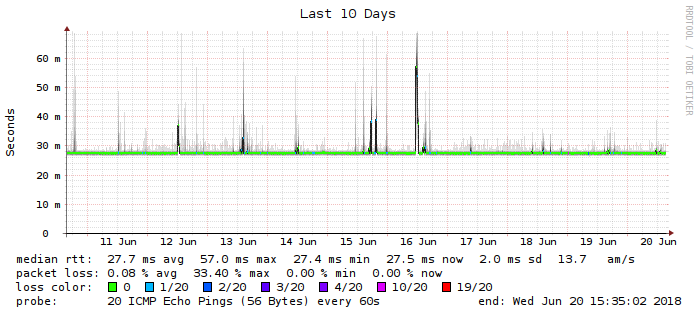 Last 10 Days
RRDTOOL / TOBI OETIKER
Seconds
60 m
50 m
40 m
30 m
20 m
10 m
0
11 Jun 12 Jun 13 Jun 14 Jun 15 Jun 16 Jun 17 Jun 18 Jun 19 Jun 20 Jun
median rtt: 27.7 ms avg 57.0 ms max 27.4 ms min 27.5 ms now 2.0 ms sd 13.7 am/s
packet loss: 0.08 % avg 33.40 % max 0.00 % min 0.00 % now
loss color: 0 1/20 2/20 3/20 4/20 10/20 19/20
probe: 20 ICMP Echo Pings (56 Bytes) every 60s end: Wed Jun 20 15:35:02 2018